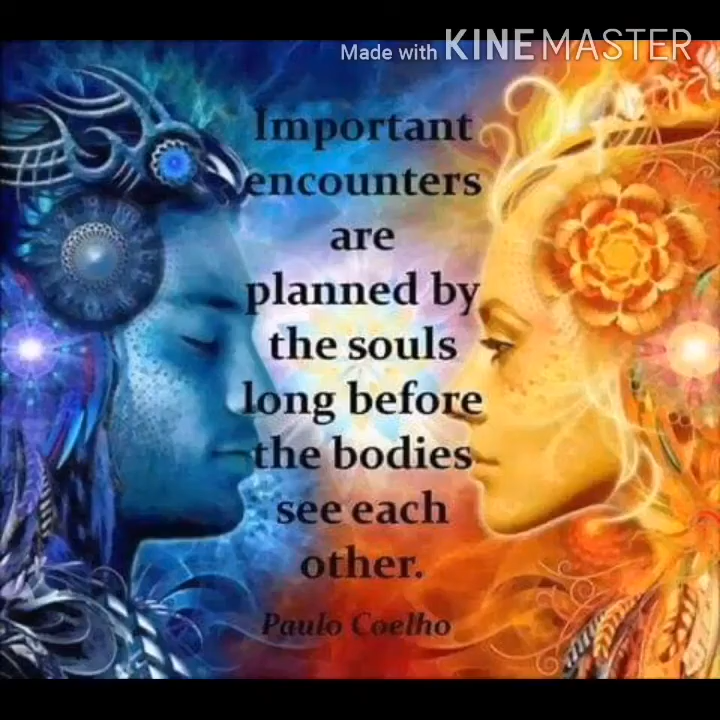 Made with KINEMASTER
Important
encounters
are
planned by
the souls
long before
the bodies
see each
other.
Paulo Coelho